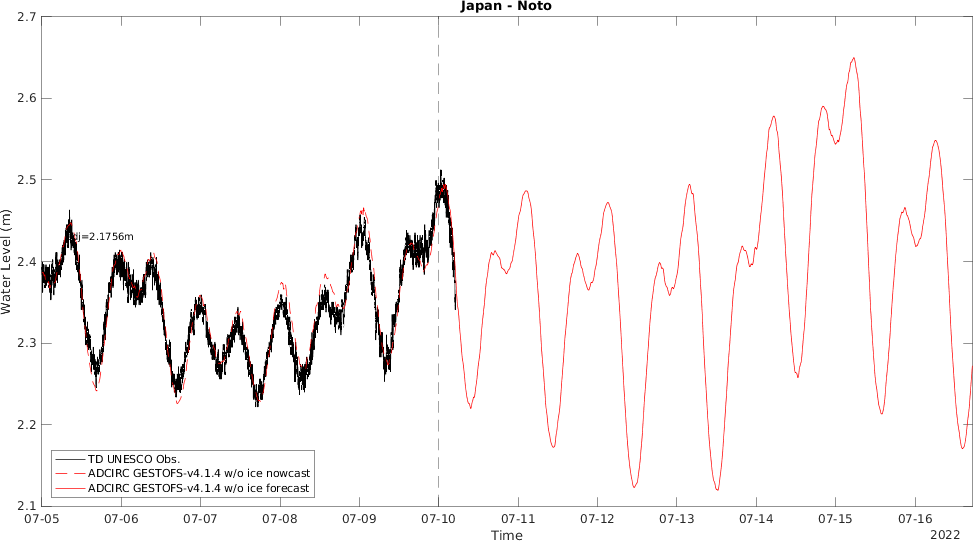 Japan - Noto
Water Level (m)
2.7
2.6
2.5
2.4
2.3
2.2
2.1
dj=2.1756m
TD UNESCO Obs.
ADCIRC GESTOFS-v4.1.4 w/o ice nowcast
ADCIRC GESTOFS-v4.1.4 w/o ice forecast
07-05 07-06 07-07 07-08 07-09 07-10 07-11 07-12 07-13 07-14 07-15 07-16
Time
2022